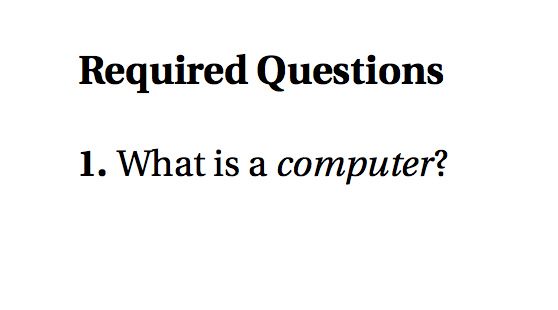 Required Questions
1. What is a computer?